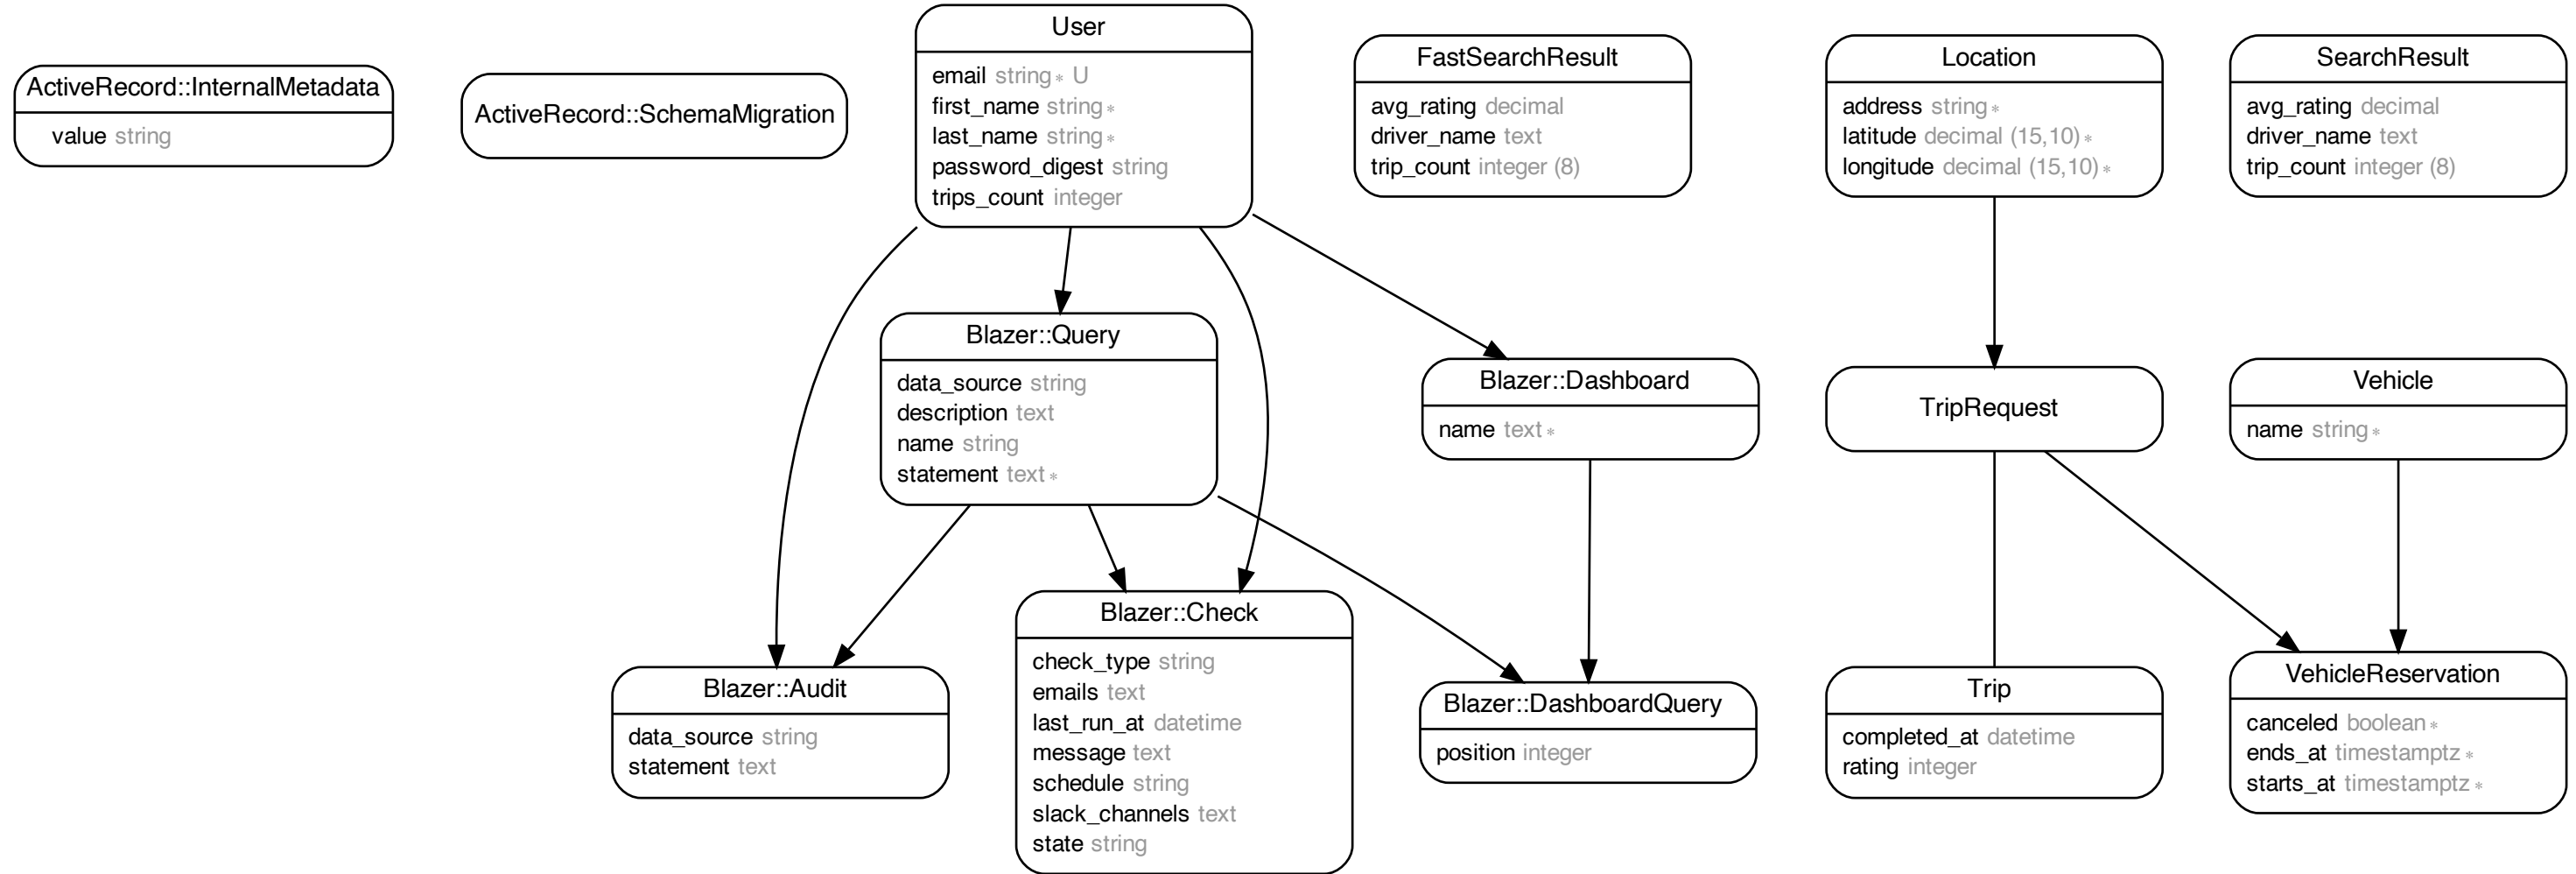 ActiveRecord::InternalMetadata
value string
ActiveRecord::SchemaMigration
User
email string * U
first_name string *
last_name string *
password_digest string
trips_count integer
FastSearchResult
avg_rating decimal
driver_name text
trip_count integer (8)
Location
address string *
latitude decimal (15,10) *
longitude decimal (15,10) *
SearchResult
avg_rating decimal
driver_name text
trip_count integer (8)
Blazer::Query
data_source string
description text
name string
statement text *
Blazer::Dashboard
name text *
TripRequest
Vehicle
name string *
Blazer::Audit
data_source string
statement text
Blazer::Check
check_type string
emails text
last_run_at datetime
message text
schedule string
slack_channels text
state string
Blazer::DashboardQuery
position integer
Trip
completed_at datetime
rating integer
VehicleReservation
canceled boolean *
ends_at timestamptz *
starts_at timestamptz *